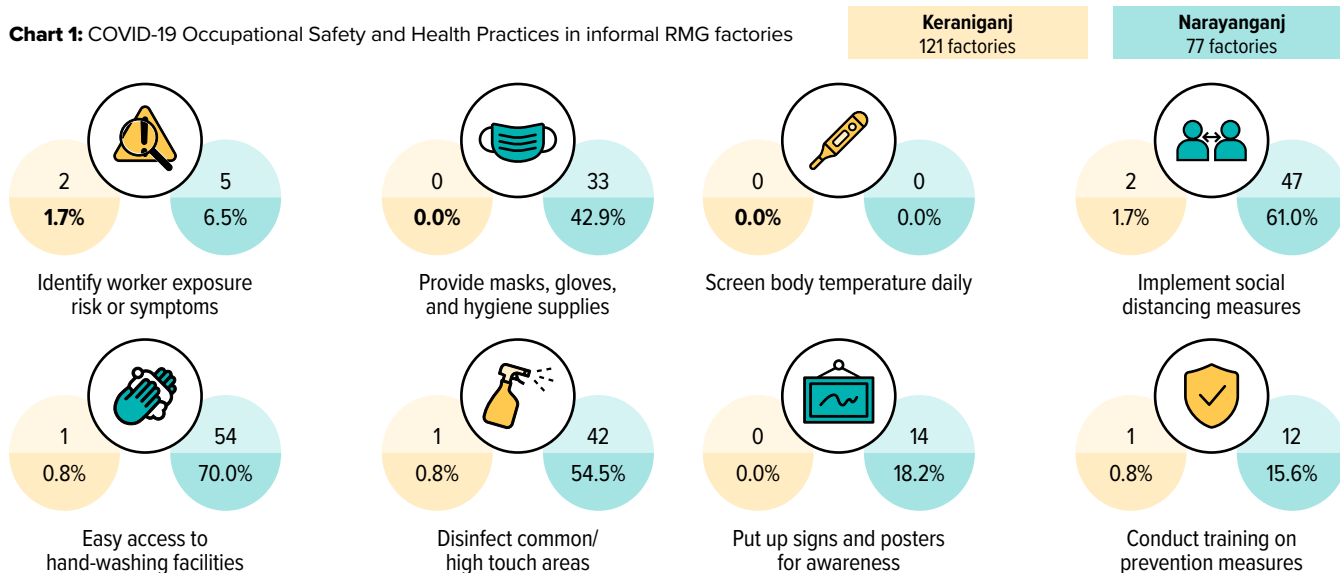 Chart 1: COVID-19 Occupational Safety and Health Practices in informal RMG factories
Keraniganj
121 factories
Narayanganj
77 factories
2
1.7%
5
6.5%
Identify worker exposure
risk or symptoms
0
0.0%
33
42.9%
Provide masks, gloves,
and hygiene supplies
0
0.0%
0
0.0%
Screen body temperature daily
2
1.7%
47
61.0%
Implement social
distancing measures
1
0.8%
54
70.0%
Easy access to
hand-washing facilities
1
0.8%
42
54.5%
Disinfect common/
high touch areas
0
0.0%
14
18.2%
Put up signs and posters
for awareness
1
0.8%
12
15.6%
Conduct training on
prevention measures